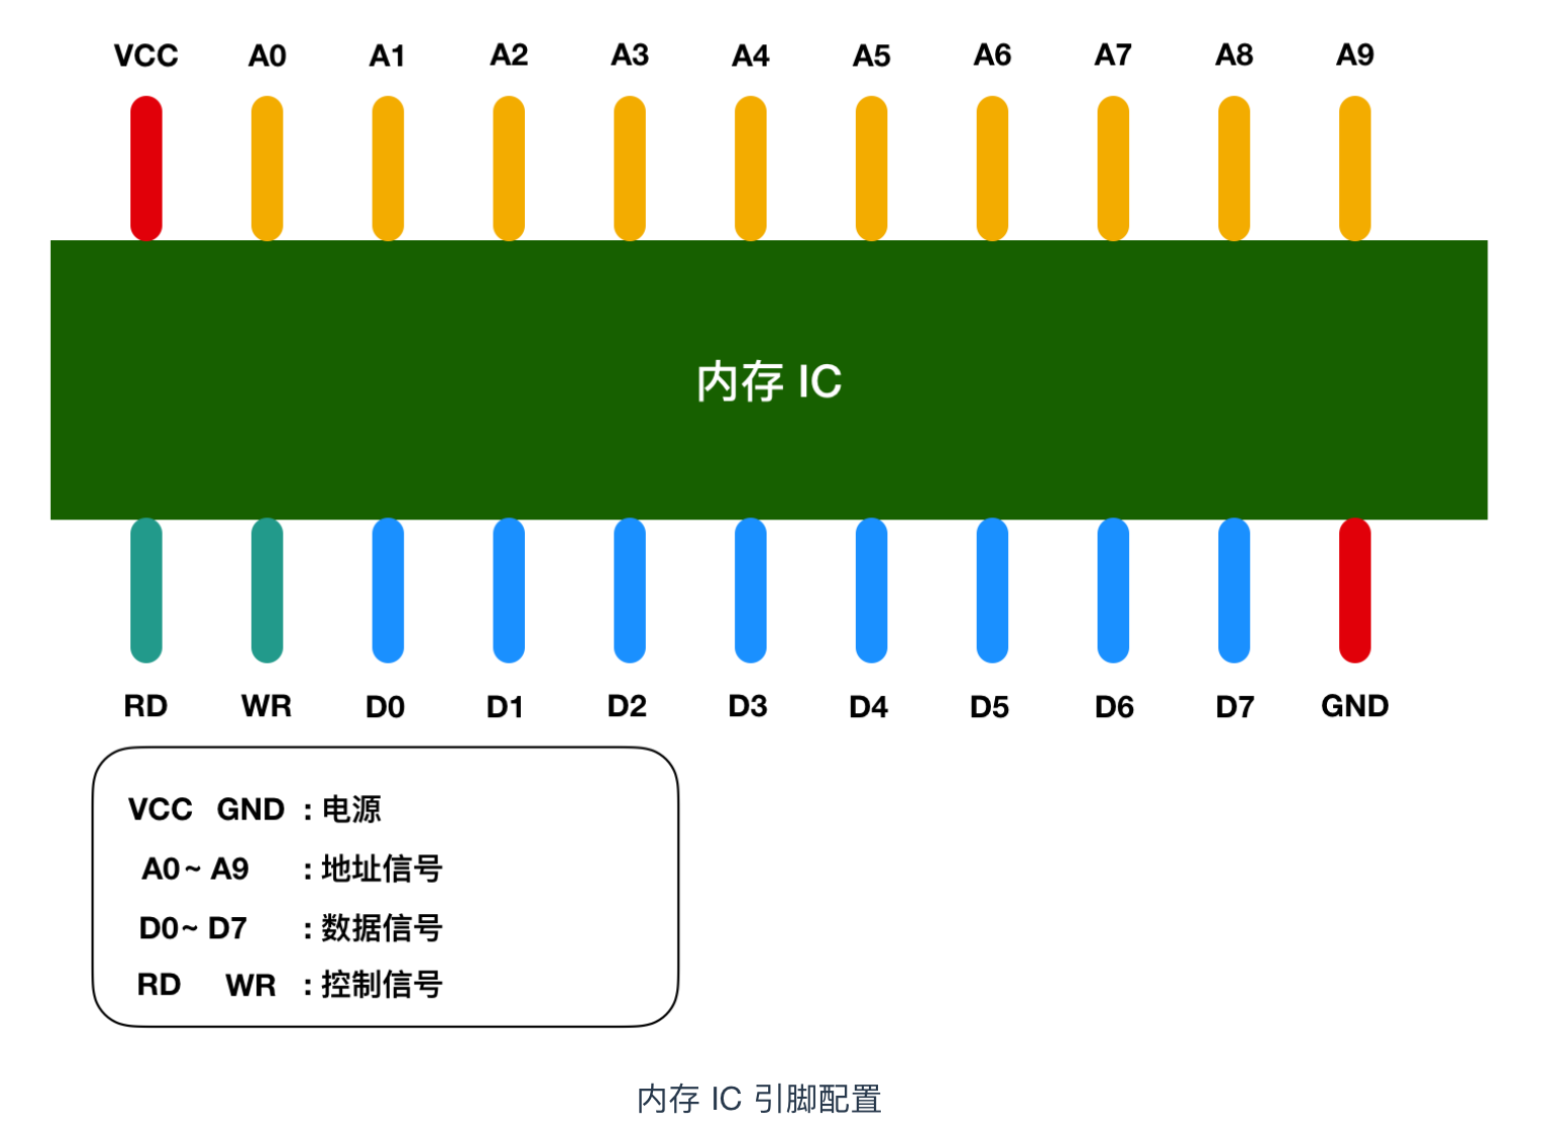 VCC A0 A1 A2 A3 A4 A5 A6 A7 A8 A9
内存 IC
RD WR D0 D1 D2 D3 D4 D5 D6 D7 GND
VCC GND : 电源
A0~ A9 : 地址信号
D0~ D7 : 数据信号
RD WR : 控制信号
内存 IC 引脚配置